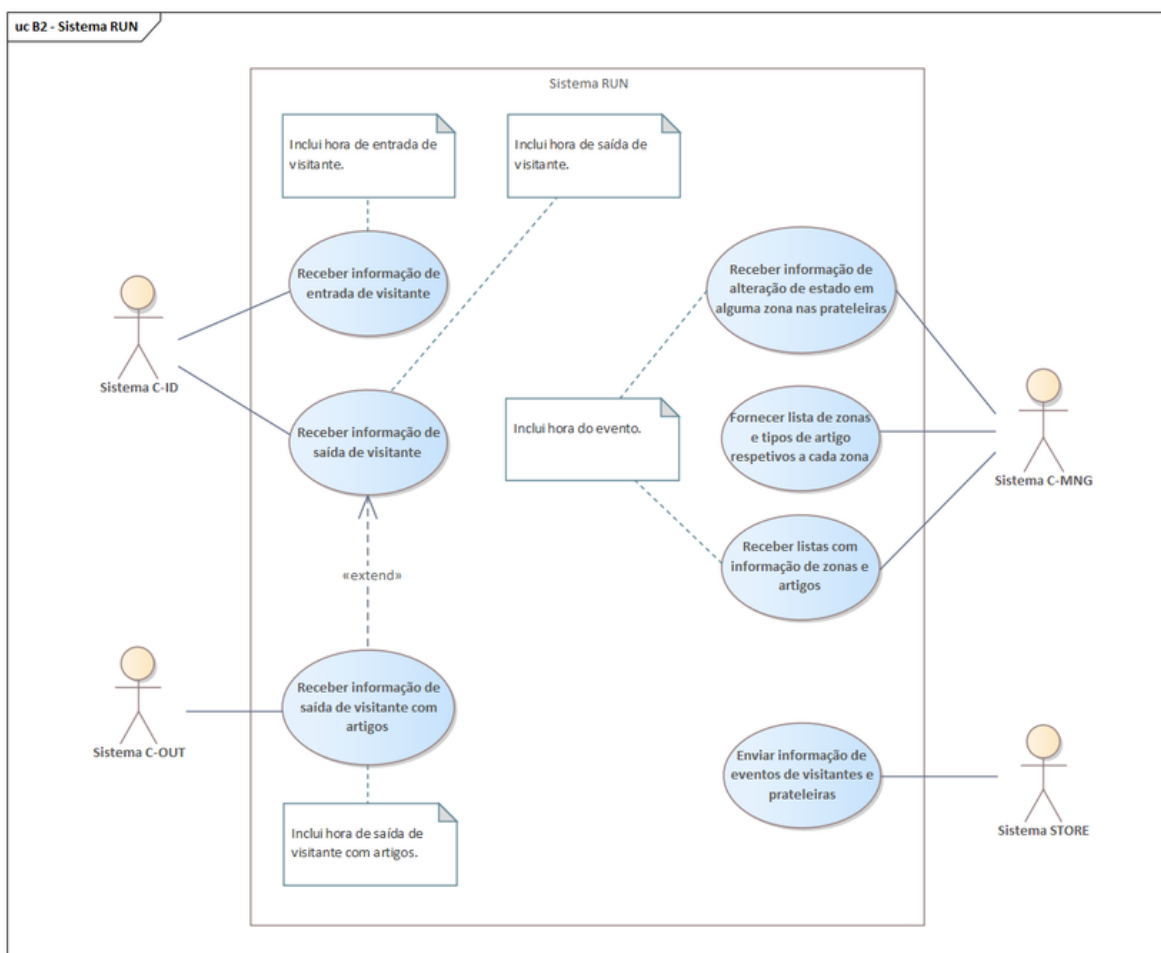 uc B2 - Sistema RUN
Sistema RUN
Inclui hora de entrada de
visitante.
Inclui hora de saída de
visitante.
Receber informação de
entrada de visitante
Receber informação de
alteração de estado em
alguma zona nas prateleiras
Sistema C-ID
Receber informação de
saída de visitante
Inclui hora do evento.
Fornecer lista de zonas
e tipos de artigo
respetivos a cada zona
Sistema C-MNG
Receber listas com
informação de zonas e
artigos
«extend»
Receber informação de
saída de visitante com
artigos
Sistema C-OUT
Enviar informação de
eventos de visitantes e
prateleiras
Sistema STORE
Inclui hora de saída de
visitante com artigos.